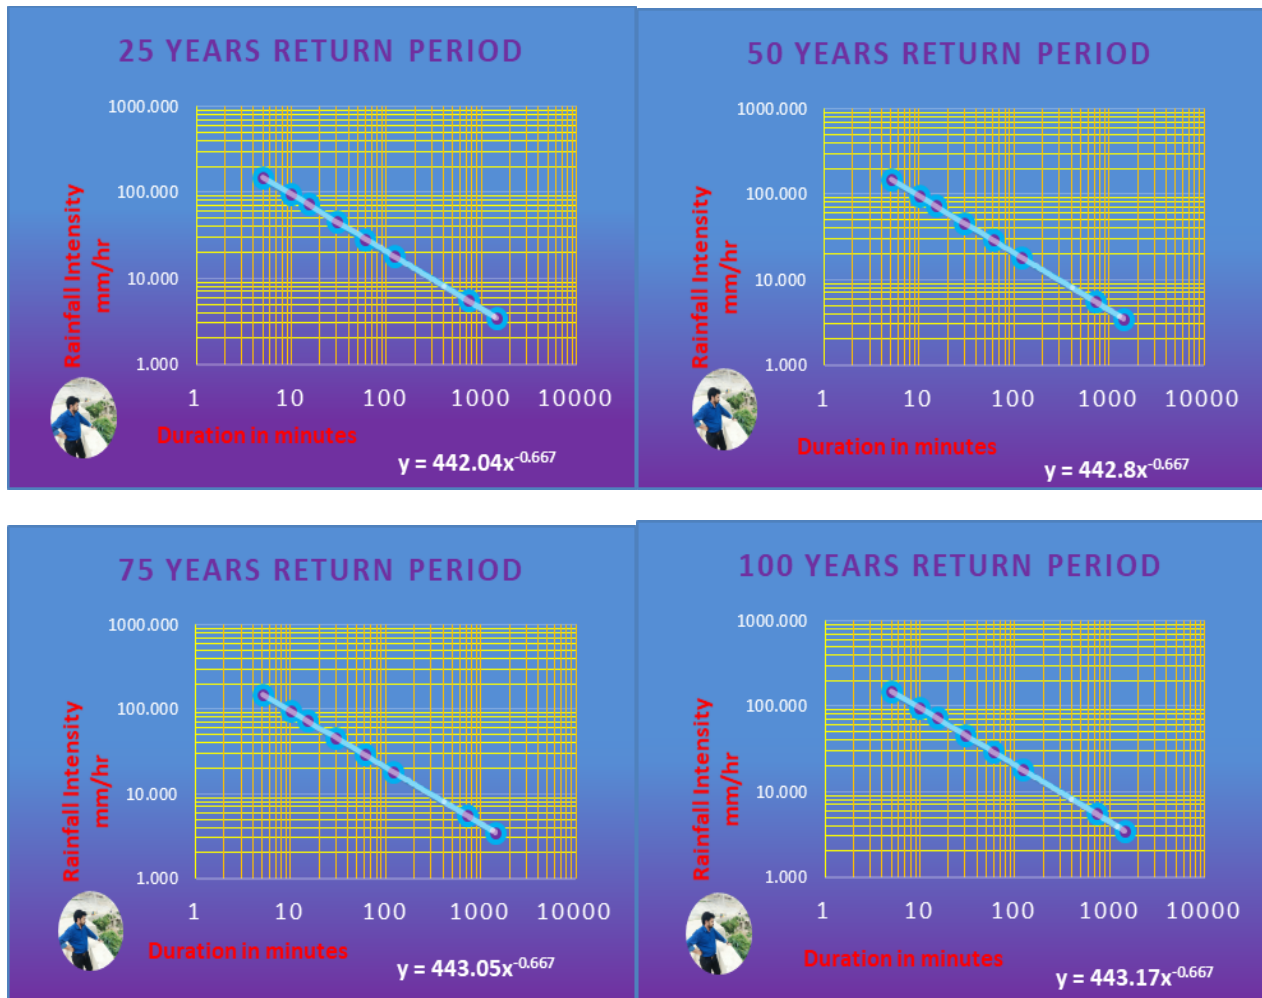 25 YEARS RETURN PERIOD
1000.000
100.000
10.000
1.000
Rainfall Intensity
mm/hr
1 10 100 1000 10000
Duration in minutes
y = 442.04x^-0.667
50 YEARS RETURN PERIOD
1000.000
100.000
10.000
1.000
Rainfall Intensity
mm/hr
1 10 100 1000 10000
Duration in minutes
y = 442.8x^-0.667
75 YEARS RETURN PERIOD
1000.000
100.000
10.000
1.000
Rainfall Intensity
mm/hr
1 10 100 1000 10000
Duration in minutes
y = 443.05x^-0.667
100 YEARS RETURN PERIOD
1000.000
100.000
10.000
1.000
Rainfall Intensity
mm/hr
1 10 100 1000 10000
Duration in minutes
y = 443.17x^-0.667